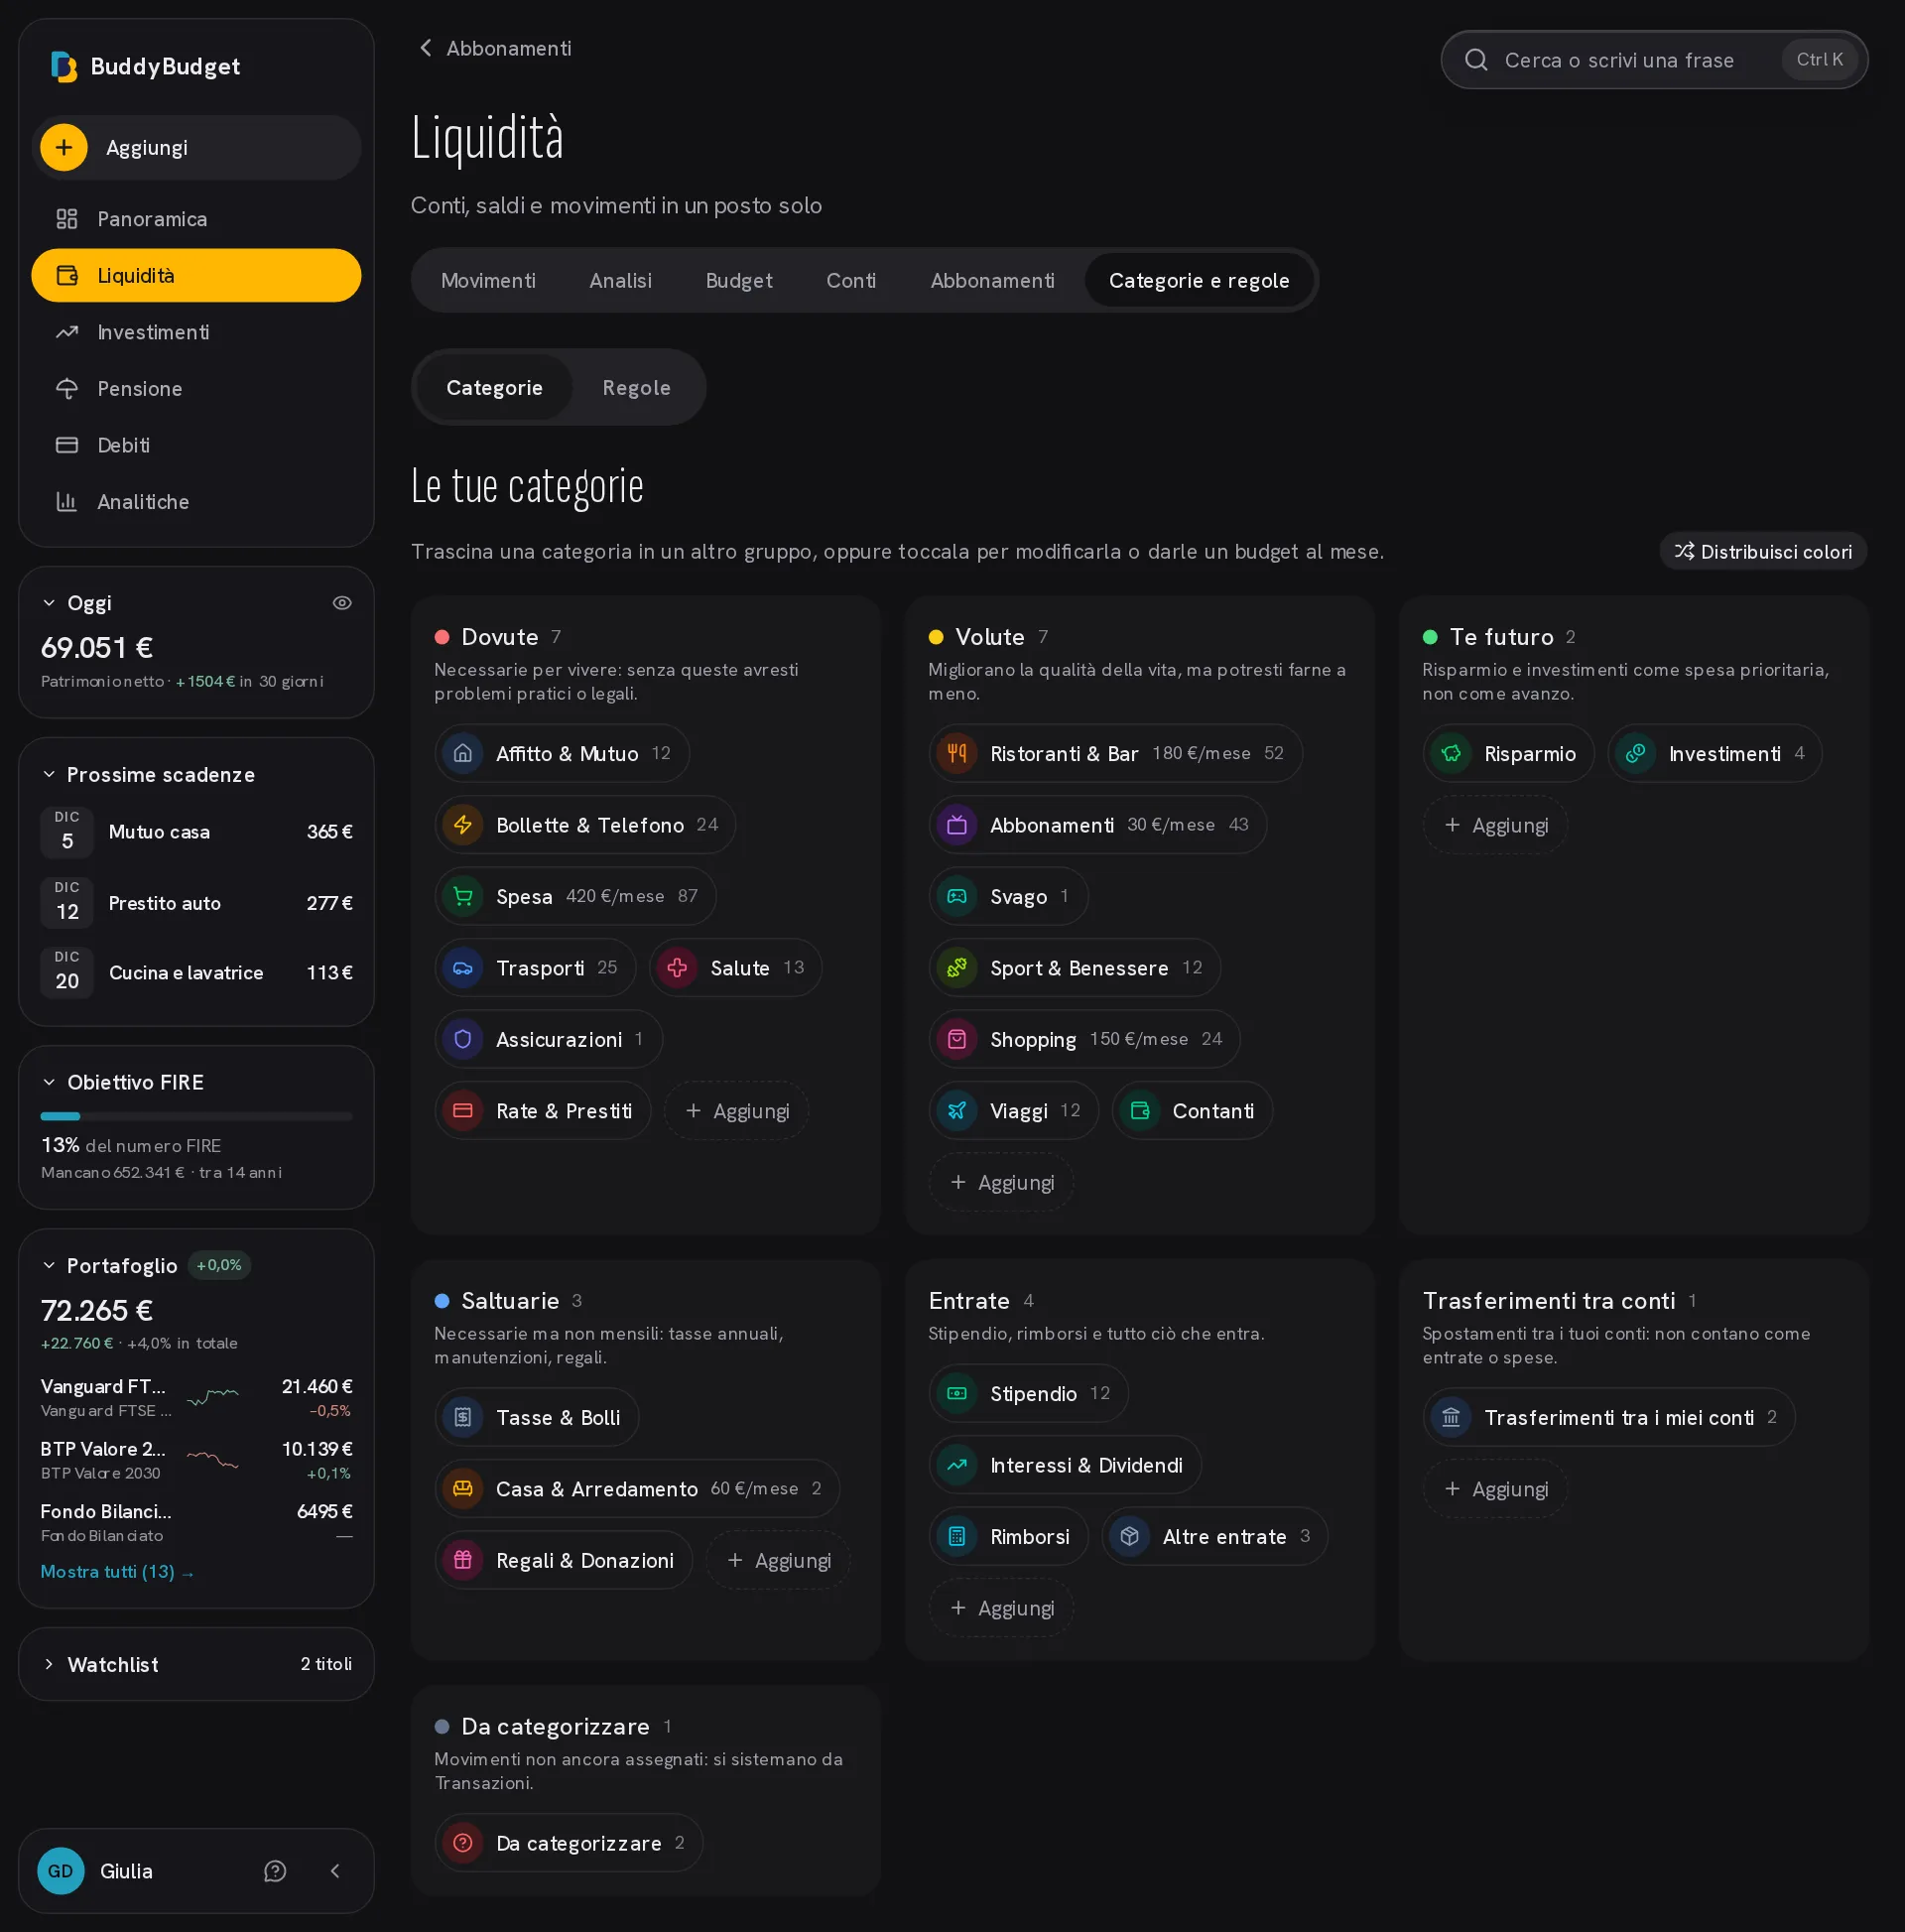 BuddyBudget
Aggiungi
Panoramica
Liquidità
Investimenti
Pensione
Debiti
Analitiche
Oggi
69.051 €
Patrimonio netto · +1504 € in 30 giorni
Prossime scadenze
DIC
5
Mutuo casa
365 €
DIC
12
Prestito auto
277 €
DIC
20
Cucina e lavatrice
113 €
Obiettivo FIRE
13% del numero FIRE
Mancano 652.341 € · tra 14 anni
Portafoglio +0,0%
72.265 €
+22.760 € · +4,0% in totale
Vanguard FT... 21.460 €
Vanguard FTSE ... −0,5%
BTP Valore 2... 10.139 €
BTP Valore 2030 +0,1%
Fondo Bilanci... 6495 €
Fondo Bilanciato —
Mostra tutti (13) →
Watchlist 2 titoli
GD Giulia
Abbonamenti
Cerca o scrivi una frase Ctrl K
Liquidità
Conti, saldi e movimenti in un posto solo
Movimenti Analisi Budget Conti Abbonamenti Categorie e regole
Categorie Regole
Le tue categorie
Trascina una categoria in un altro gruppo, oppure toccala per modificarla o darle un budget al mese.
Distribuisci colori
Dovute 7
Necessarie per vivere: senza queste avresti
problemi pratici o legali.
Affitto & Mutuo 12
Bollette & Telefono 24
Spesa 420 €/mese 87
Trasporti 25 Salute 13
Assicurazioni 1
Rate & Prestiti + Aggiungi
Volute 7
Migliorano la qualità della vita, ma potresti farne a
meno.
Ristoranti & Bar 180 €/mese 52
Abbonamenti 30 €/mese 43
Svago 1
Sport & Benessere 12
Shopping 150 €/mese 24
Viaggi 12 Contanti
+ Aggiungi
Te futuro 2
Risparmio e investimenti come spesa prioritaria,
non come avanzo.
Risparmio Investimenti 4
+ Aggiungi
Saltuarie 3
Necessarie ma non mensili: tasse annuali,
manutenzioni, regali.
Tasse & Bolli
Casa & Arredamento 60 €/mese 2
Regali & Donazioni + Aggiungi
Entrate 4
Stipendio, rimborsi e tutto ciò che entra.
Stipendio 12
Interessi & Dividendi
Rimborsi Altre entrate 3
+ Aggiungi
Trasferimenti tra conti 1
Spostamenti tra i tuoi conti: non contano come
entrate o spese.
Trasferimenti tra i miei conti 2
+ Aggiungi
Da categorizzare 1
Movimenti non ancora assegnati: si sistemano da
Transazioni.
Da categorizzare 2